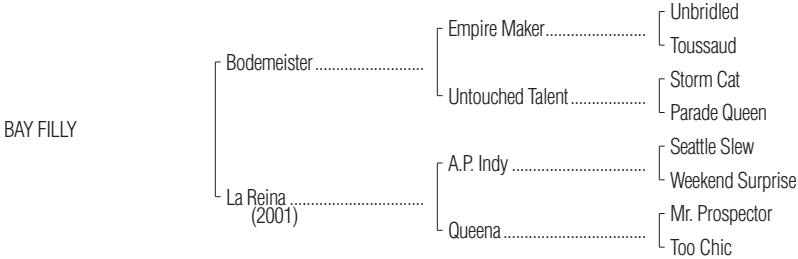 Unbridled
Empire Maker..........................
Toussaud
Bodemeister...........................
Storm Cat
Untouched Talent...................
Parade Queen
BAY FILLY
Seattle Slew
A.P. Indy .................................
Weekend Surprise
La Reina .................................
(2001)
Mr. Prospector
Queena...................................
Too Chic